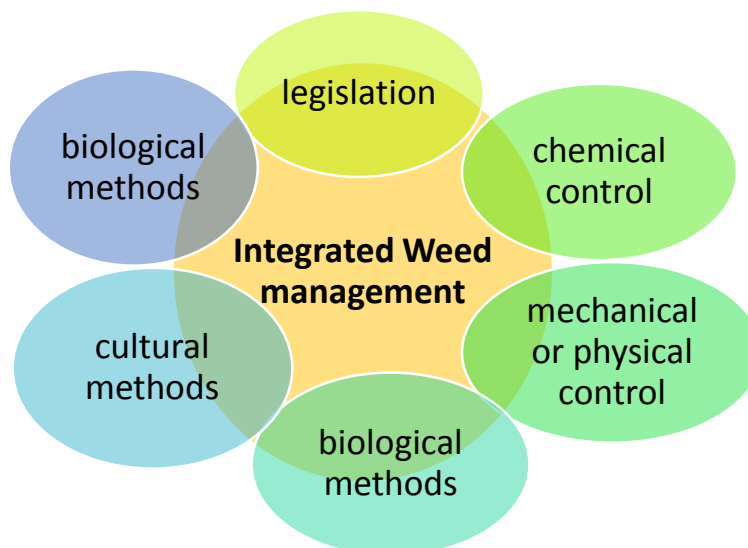 legislation
chemical
control
mechanical
or physical
control
biological
methods
cultural
methods
biological
methods
Integrated Weed
management